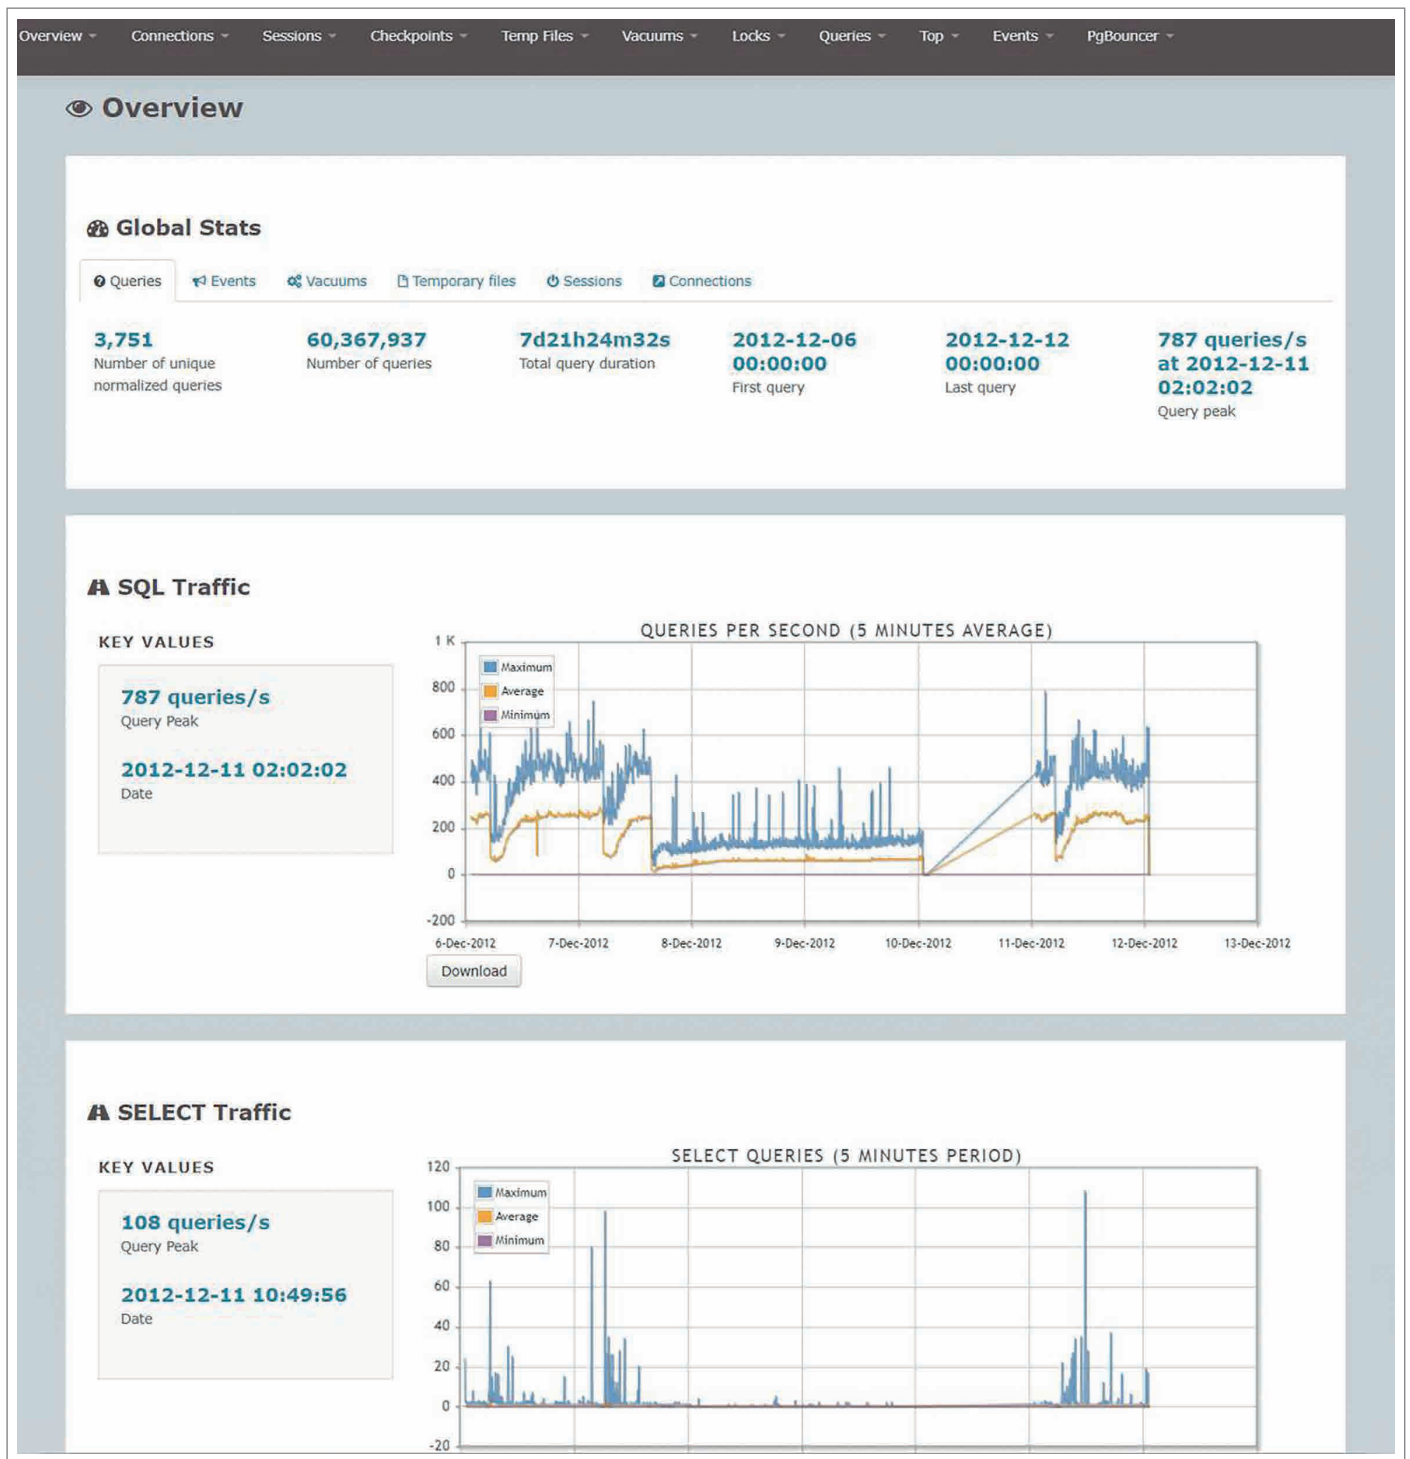 Overview Connections Sessions Checkpoints Temp Files Vacuums Locks Queries Top Events PgBouncer
Overview
Global Stats
Queries Events Vacuums Temporary files Sessions Connections
3,751
Number of unique
normalized queries
60,367,937
Number of queries
7d21h24m32s
Total query duration
2012-12-06
00:00:00
First query
2012-12-12
00:00:00
Last query
787 queries/s
at 2012-12-11
02:02:02
Query peak
SQL Traffic
KEY VALUES
787 queries/s
Query Peak
2012-12-11 02:02:02
Date
QUERIES PER SECOND (5 MINUTES AVERAGE)
1 K
800
600
400
200
0
-200
Maximum
Average
Minimum
6-Dec-2012 7-Dec-2012 8-Dec-2012 9-Dec-2012 10-Dec-2012 11-Dec-2012 12-Dec-2012 13-Dec-2012
Download
SELECT Traffic
KEY VALUES
108 queries/s
Query Peak
2012-12-11 10:49:56
Date
SELECT QUERIES (5 MINUTES PERIOD)
120
100
80
60
40
20
0
-20
Maximum
Average
Minimum